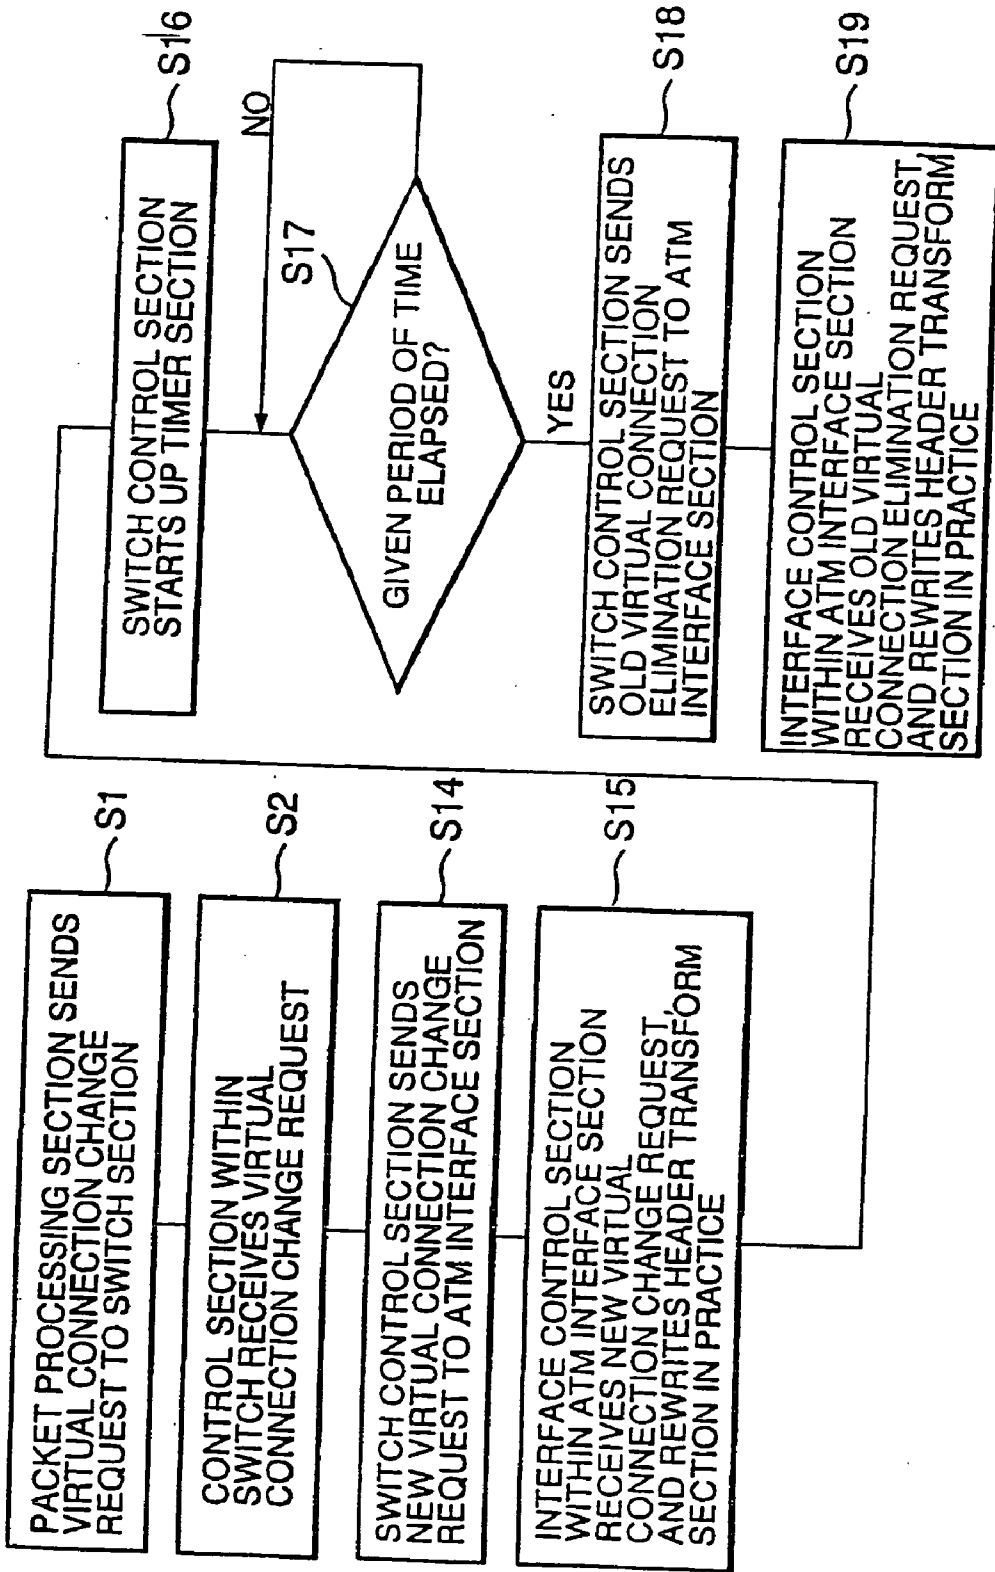 PACKET PROCESSING SECTION SENDS
VIRTUAL CONNECTION CHANGE
REQUEST TO SWITCH SECTION
S1
CONTROL SECTION WITHIN
SWITCH RECEIVES VIRTUAL
CONNECTION CHANGE REQUEST
S2
SWITCH CONTROL SECTION SENDS
NEW VIRTUAL CONNECTION CHANGE
REQUEST TO ATM INTERFACE SECTION
S14
INTERFACE CONTROL SECTION
WITHIN ATM INTERFACE SECTION
RECEIVES NEW VIRTUAL
CONNECTION CHANGE REQUEST,
AND REWRITES HEADER TRANSFORM
SECTION IN PRACTICE
S15
SWITCH CONTROL SECTION
STARTS UP TIMER SECTION
S16
NO
S17
GIVEN PERIOD OF TIME
ELAPSED?
YES
SWITCH CONTROL SECTION SENDS
OLD VIRTUAL CONNECTION
ELIMINATION REQUEST TO ATM
INTERFACE SECTION
S18
INTERFACE CONTROL SECTION
WITHIN ATM INTERFACE SECTION
RECEIVES OLD VIRTUAL
CONNECTION ELIMINATION REQUEST,
AND REWRITES HEADER TRANSFORM
SECTION IN PRACTICE
S19